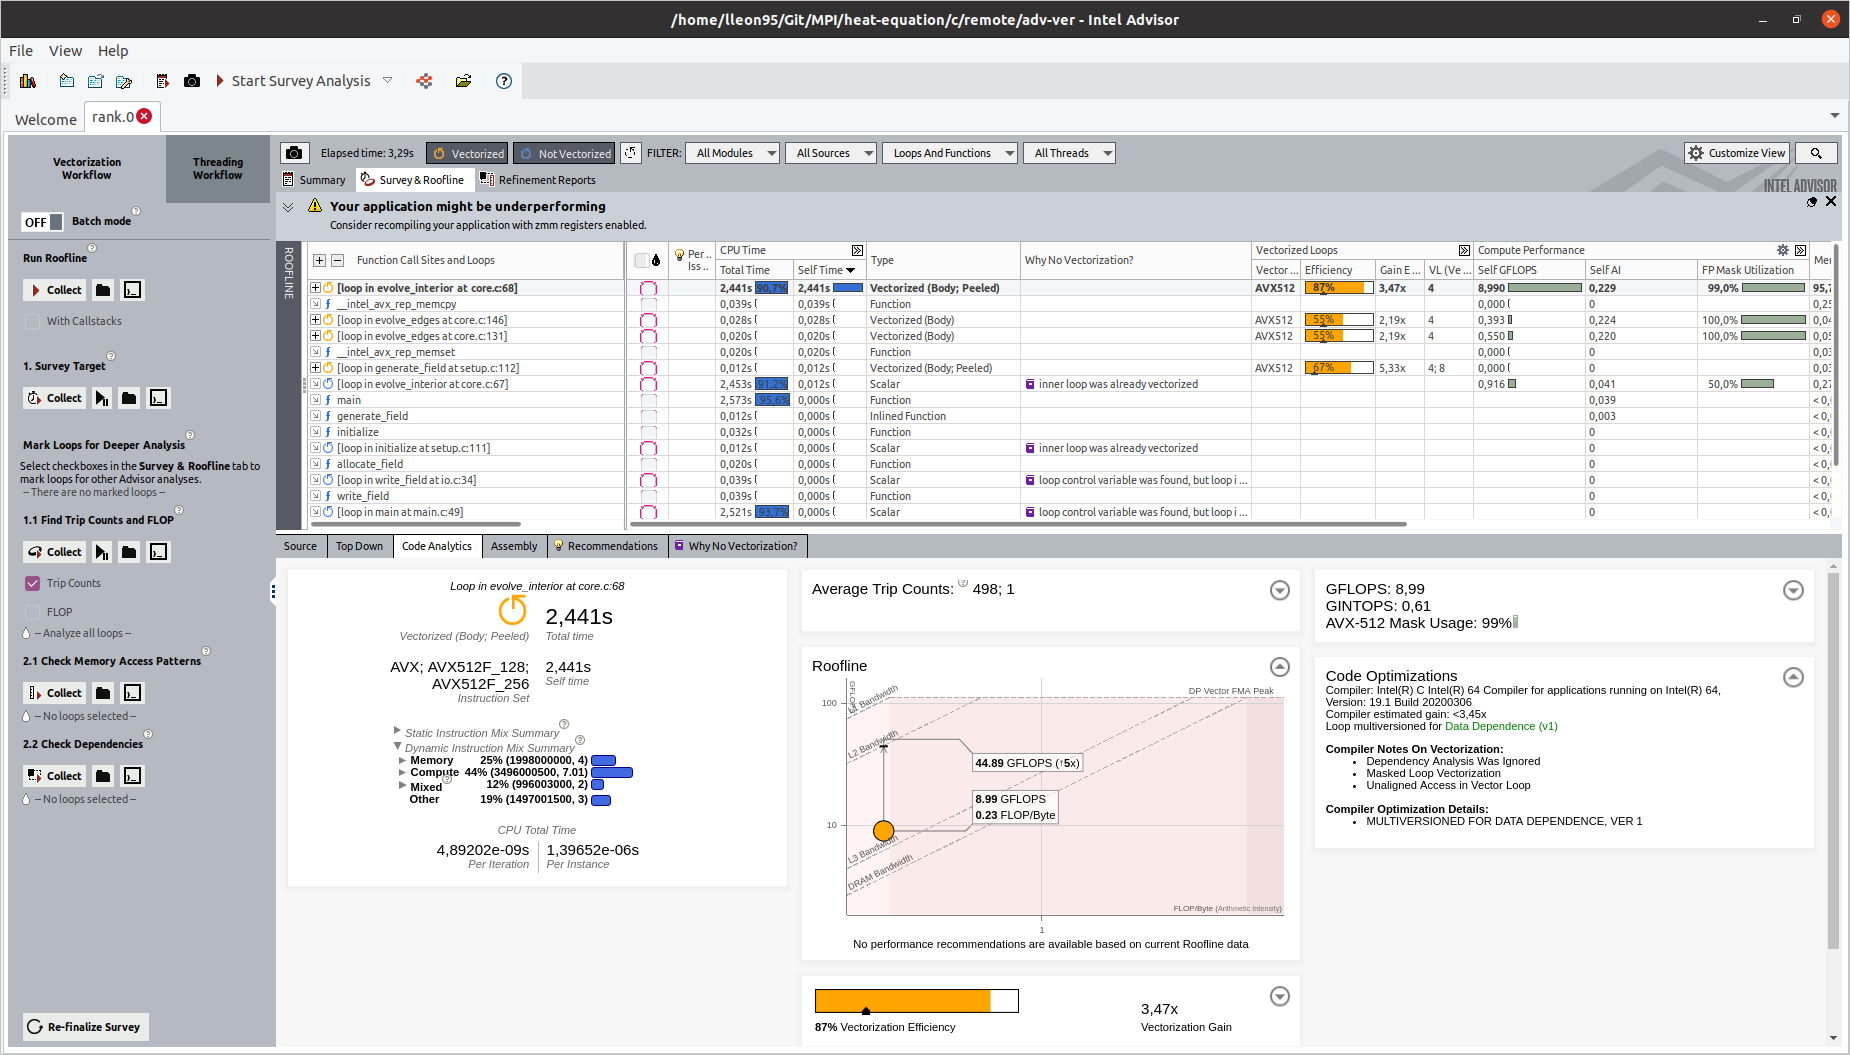 /home/lleon95/Git/MPI/heat-equation/c/remote/adv-ver - Intel Advisor
File View Help
Start Survey Analysis
Welcome rank.0
Vectorization Workflow
Threading Workflow
OFF Batch mode
Run Roofline
Collect
With Callstacks
1. Survey Target
Collect
Mark Loops for Deeper Analysis
Select checkboxes in the Survey & Roofline tab to
mark loops for other Advisor analyses.
-- There are no marked loops --
1.1 Find Trip Counts and FLOP
Collect
Trip Counts
FLOP
-- Analyze all loops --
2.1 Check Memory Access Patterns
Collect
-- No loops selected --
2.2 Check Dependencies
Collect
-- No loops selected --
Re-finalize Survey
Elapsed time: 3,29s Vectorized Not Vectorized FILTER: All Modules All Sources Loops And Functions All Threads Customize View
Summary Survey & Roofline Refinement Reports INTEL ADVISOR
Your application might be underperforming
Consider recompiling your application with zmm registers enabled.
ROOFLINE
Function Call Sites and Loops Per .. Iss .. CPU Time Type Why No Vectorization? Vectorized Loops Compute Performance
Total Time Self Time Vector ... Efficiency Gain E ... VL (Ve ... Self GFLOPS Self AI FP Mask Utilization
[loop in evolve_interior at core.c:68] 2,441s 90,7% 2,441s Vectorized (Body; Peeled) AVX512 87% 3,47x 4 8,990 0,229 99,0% 95,
__intel_avx_rep_memcpy 0,039s 0,039s Function 0,000 0
[loop in evolve_edges at core.c:146] 0,028s 0,028s Vectorized (Body) AVX512 55% 2,19x 4 0,393 0,224 100,0%
[loop in evolve_edges at core.c:131] 0,020s 0,020s Vectorized (Body) AVX512 55% 2,19x 4 0,550 0,220 100,0%
__intel_avx_rep_memset 0,020s 0,020s Function 0,000 0
[loop in generate_field at setup.c:112] 0,012s 0,012s Vectorized (Body; Peeled) AVX512 67% 5,33x 4; 8 0,000 0
[loop in evolve_interior at core.c:67] 2,453s 91,2% 0,012s Scalar inner loop was already vectorized 0,916 0,041 50,0%
main 2,573s 95,6% 0,000s Function 0,039
generate_field 0,012s 0,000s Inlined Function 0,003
initialize 0,032s 0,000s Function 0
[loop in initialize at setup.c:111] 0,012s 0,000s Scalar inner loop was already vectorized 0
allocate_field 0,020s 0,000s Function 0
[loop in write_field at io.c:34] 0,039s 0,000s Scalar loop control variable was found, but loop i ... 0
write_field 0,039s 0,000s Function 0
[loop in main at main.c:49] 2,521s 93,7% 0,000s Scalar loop control variable was found, but loop i ... 0
Source Top Down Code Analytics Assembly Recommendations Why No Vectorization?
Loop in evolve_interior at core.c:68
2,441s
Vectorized (Body; Peeled) Total time
AVX; AVX512F_128; AVX512F_256
Instruction Set
2,441s
Self time
Static Instruction Mix Summary
Dynamic Instruction Mix Summary
Memory 25% (1998000000, 4)
Compute 44% (3496000500, 7.01)
Mixed 12% (996003000, 2)
Other 19% (1497001500, 3)
CPU Total Time
4,89202e-09s 1,39652e-06s
Per Iteration Per Instance
Average Trip Counts: 498; 1
Roofline
GFLOPS
L1 Bandwidth
DP Vector FMA Peak
100
L2 Bandwidth
44.89 GFLOPS (↑5x)
8.99 GFLOPS
0.23 FLOP/Byte
10
L3 Bandwidth
DRAM Bandwidth
FLOP/Byte (Arithmetic Intensity)
1
No performance recommendations are available based on current Roofline data
87% Vectorization Efficiency
3,47x
Vectorization Gain
GFLOPS: 8,99
GINTOPS: 0,61
AVX-512 Mask Usage: 99%
Code Optimizations
Compiler: Intel(R) C Intel(R) 64 Compiler for applications running on Intel(R) 64,
Version: 19.1 Build 20200306
Compiler estimated gain: <3,45x
Loop multiversioned for Data Dependence (v1)
Compiler Notes On Vectorization:
• Dependency Analysis Was Ignored
• Masked Loop Vectorization
• Unaligned Access in Vector Loop
Compiler Optimization Details:
• MULTIVERSIONED FOR DATA DEPENDENCE, VER 1